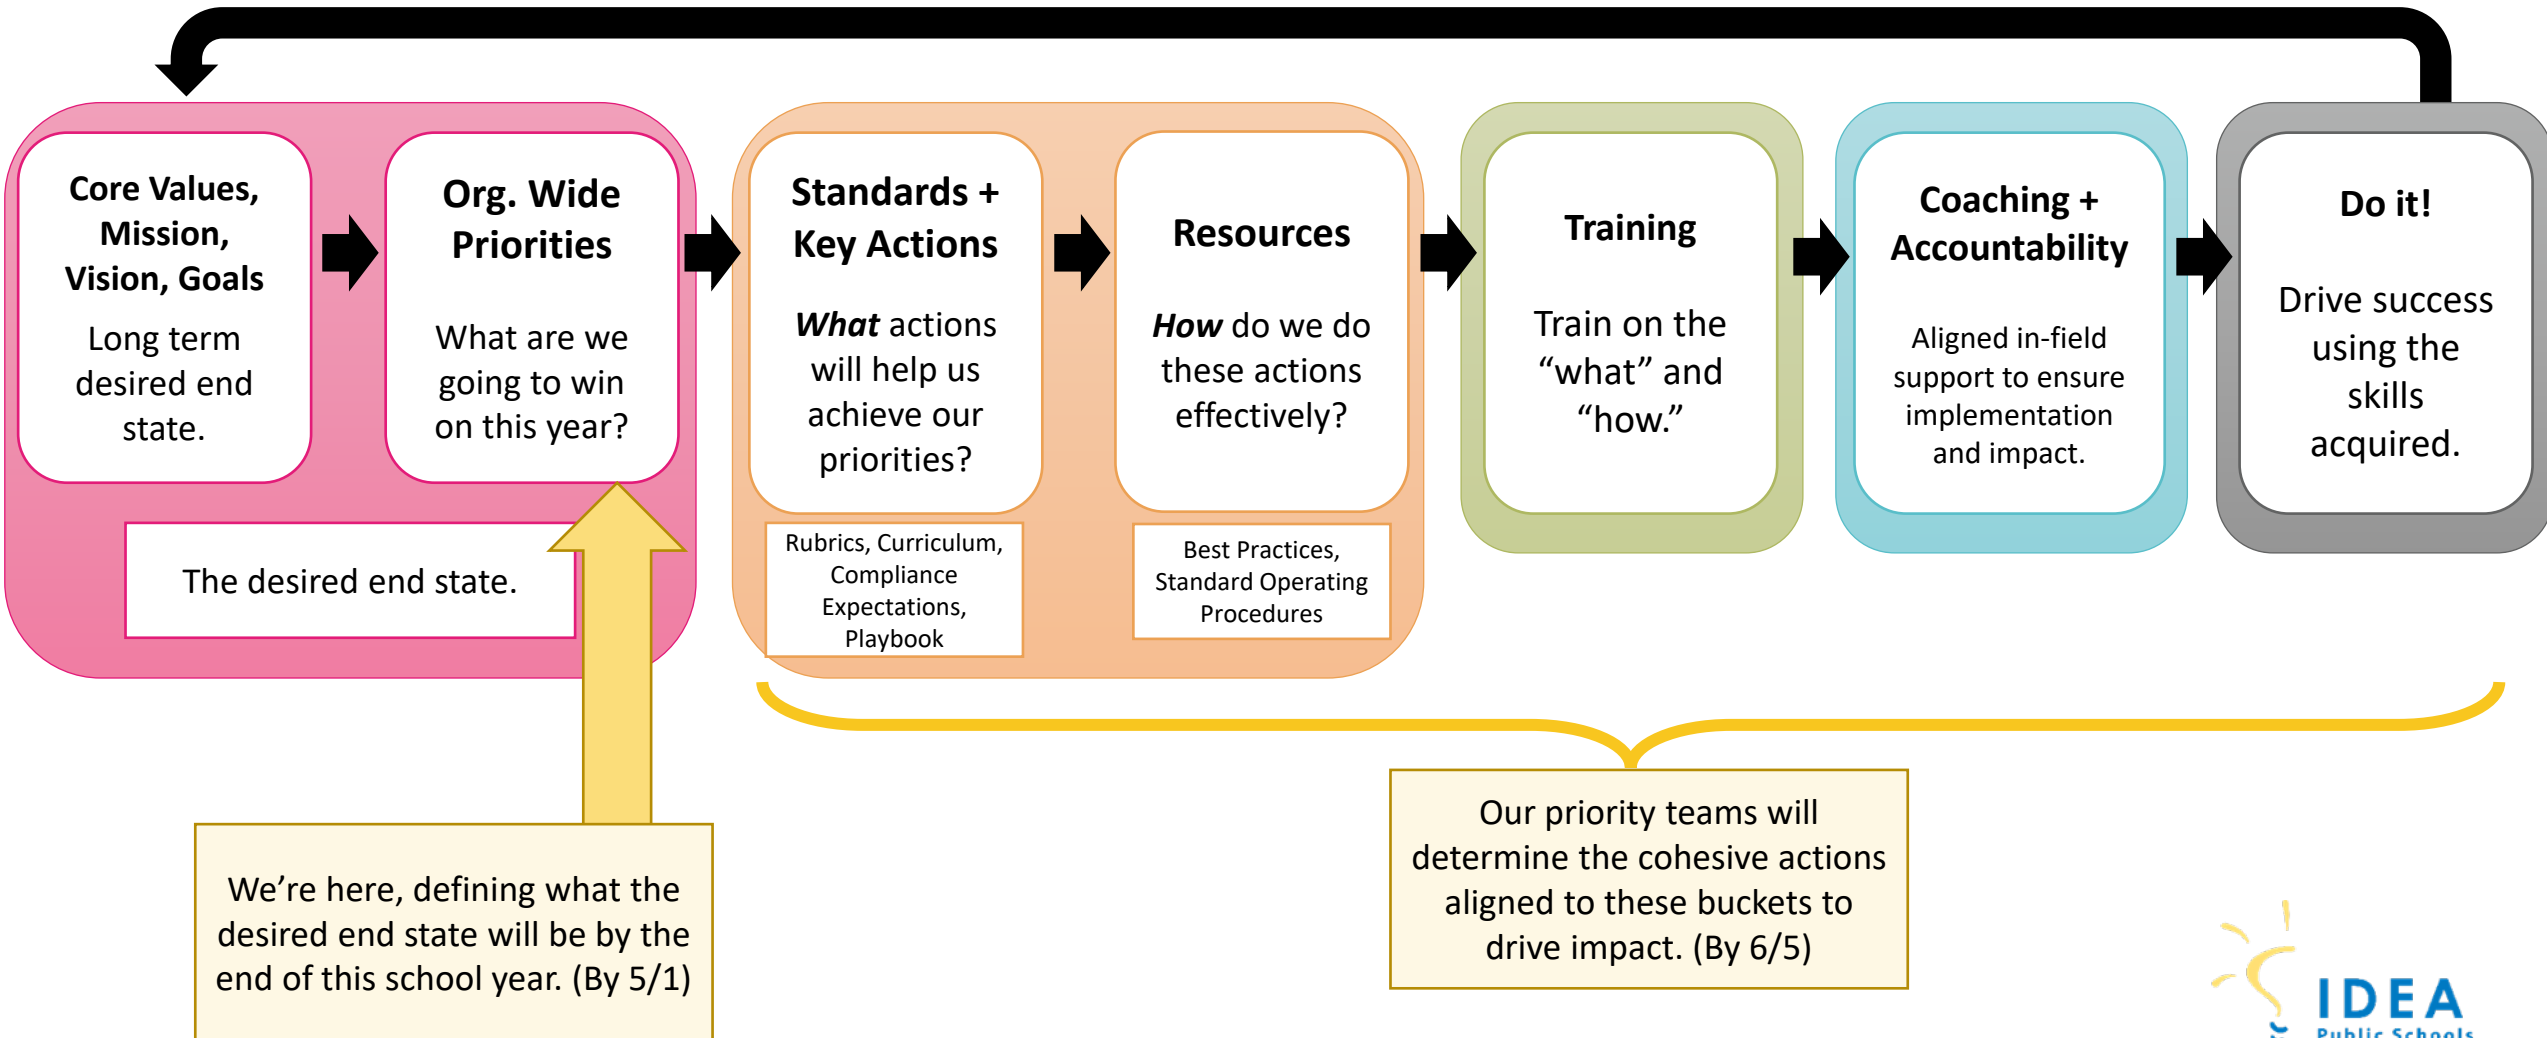 Core Values,
Mission,
Vision, Goals
Long term
desired end
state.
Org. Wide
Priorities
What are we
going to win
on this year?
The desired end state.
Standards +
Key Actions
What actions
will help us
achieve our
priorities?
Rubrics, Curriculum,
Compliance
Expectations,
Playbook
Resources
How do we do
these actions
effectively?
Best Practices,
Standard Operating
Procedures
Training
Train on the
“what” and
“how.”
Coaching +
Accountability
Aligned in-field
support to ensure
implementation
and impact.
Do it!
Drive success
using the
skills
acquired.
We’re here, defining what the
desired end state will be by the
end of this school year. (By 5/1)
Our priority teams will
determine the cohesive actions
aligned to these buckets to
drive impact. (By 6/5)
IDEA
Public Schools